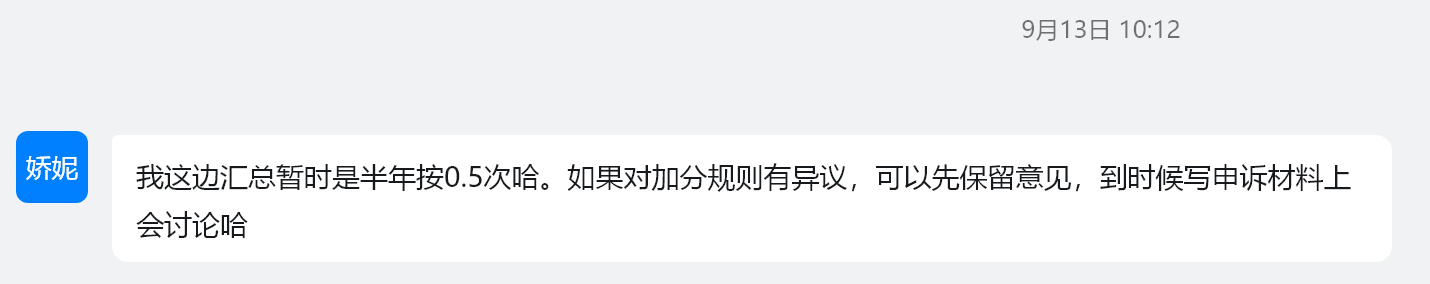 9月13日 10:12
娇妮
我这边汇总暂时是半年按0.5次哈。如果对加分规则有异议，可以先保留意见，到时候写申诉材料上
会讨论哈